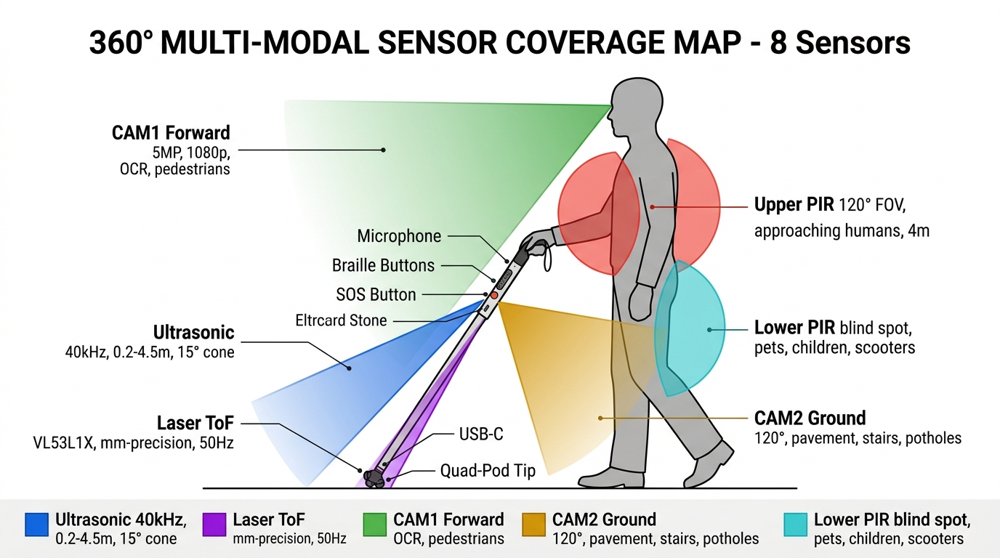 360° MULTI-MODAL SENSOR COVERAGE MAP - 8 Sensors
CAM1 Forward
5MP, 1080p,
OCR, pedestrians
Microphone
Braille Buttons
SOS Button
Eltrcard Stone
Ultrasonic
40kHz, 0.2-4.5m, 15° cone
Laser ToF
VL53L1X, mm-precision, 50Hz
USB-C
Quad-Pod Tip
Upper PIR 120° FOV,
approaching humans, 4m
Lower PIR blind spot,
pets, children, scooters
CAM2 Ground
120°, pavement, stairs, potholes
Ultrasonic 40kHz,
0.2-4.5m, 15° cone
Laser ToF
mm-precision, 50Hz
CAM1 Forward
OCR, pedestrians
CAM2 Ground
120°, pavement, stairs, potholes
Lower PIR blind spot,
pets, children, scooters